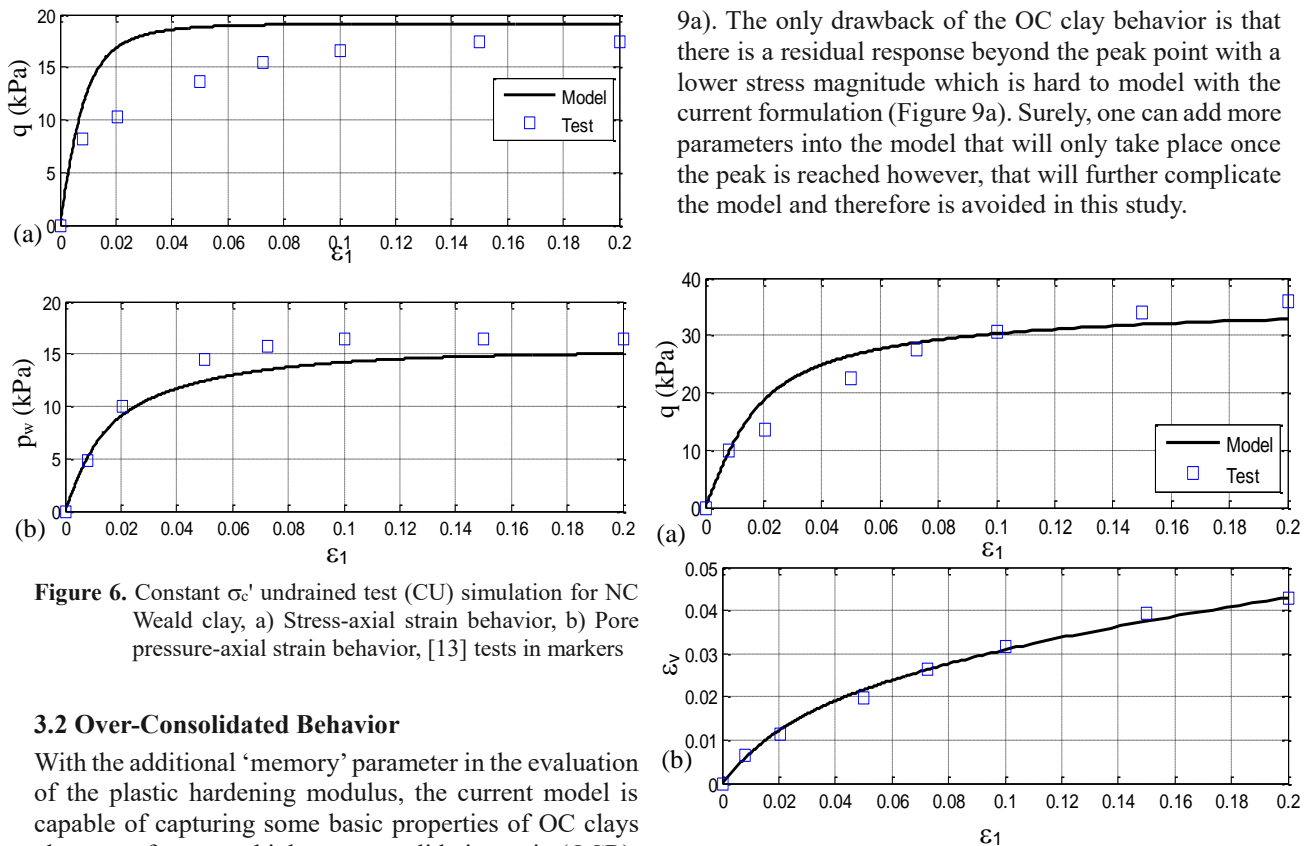 20
15
10
5
0
q (kPa)
Model
Test
(a)
0 0.02 0.04 0.06 0.08 0.1 0.12 0.14 0.16 0.18 0.2
ε1
20
15
10
5
0
pw (kPa)
(b)
0 0.02 0.04 0.06 0.08 0.1 0.12 0.14 0.16 0.18 0.2
ε1
Figure 6. Constant σc' undrained test (CU) simulation for NC
Weald clay, a) Stress-axial strain behavior, b) Pore
pressure-axial strain behavior, [13] tests in markers
3.2 Over-Consolidated Behavior
With the additional ‘memory’ parameter in the evaluation
of the plastic hardening modulus, the current model is
capable of capturing some basic properties of OC clays
9a). The only drawback of the OC clay behavior is that
there is a residual response beyond the peak point with a
lower stress magnitude which is hard to model with the
current formulation (Figure 9a). Surely, one can add more
parameters into the model that will only take place once
the peak is reached however, that will further complicate
the model and therefore is avoided in this study.
40
30
20
10
0
q (kPa)
Model
Test
(a)
0 0.02 0.04 0.06 0.08 0.1 0.12 0.14 0.16 0.18 0.2
ε1
0.05
0.04
0.03
0.02
0.01
0
εv
(b)
0 0.02 0.04 0.06 0.08 0.1 0.12 0.14 0.16 0.18 0.2
ε1